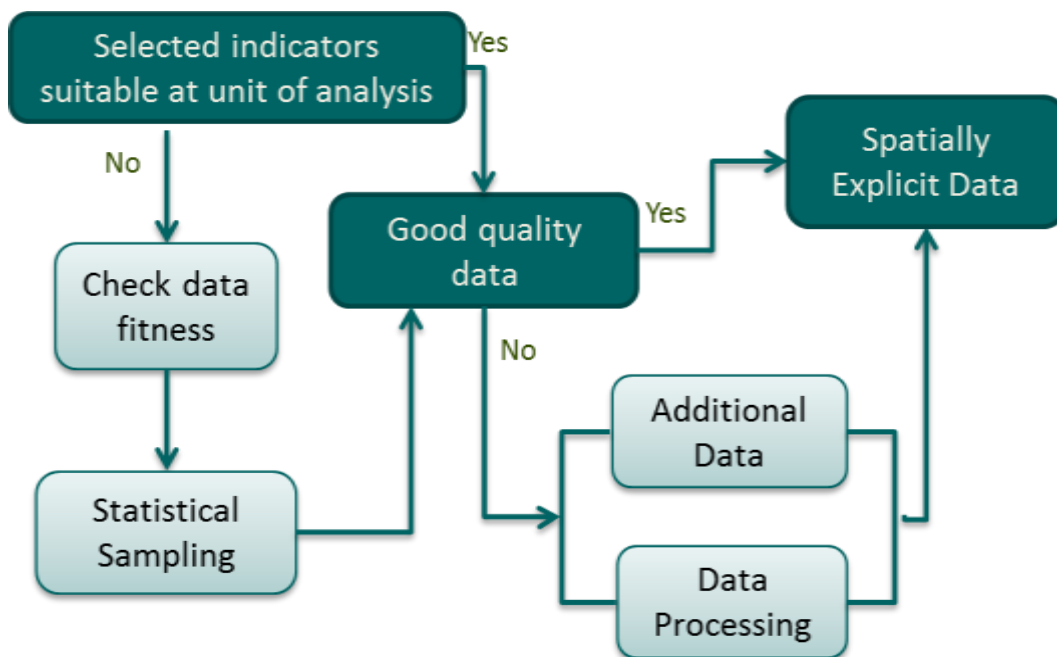 Selected indicators
suitable at unit of analysis
Yes
No
Check data
fitness
Statistical
Sampling
Good quality
data
Yes
No
Spatially
Explicit Data
Additional
Data
Data
Processing